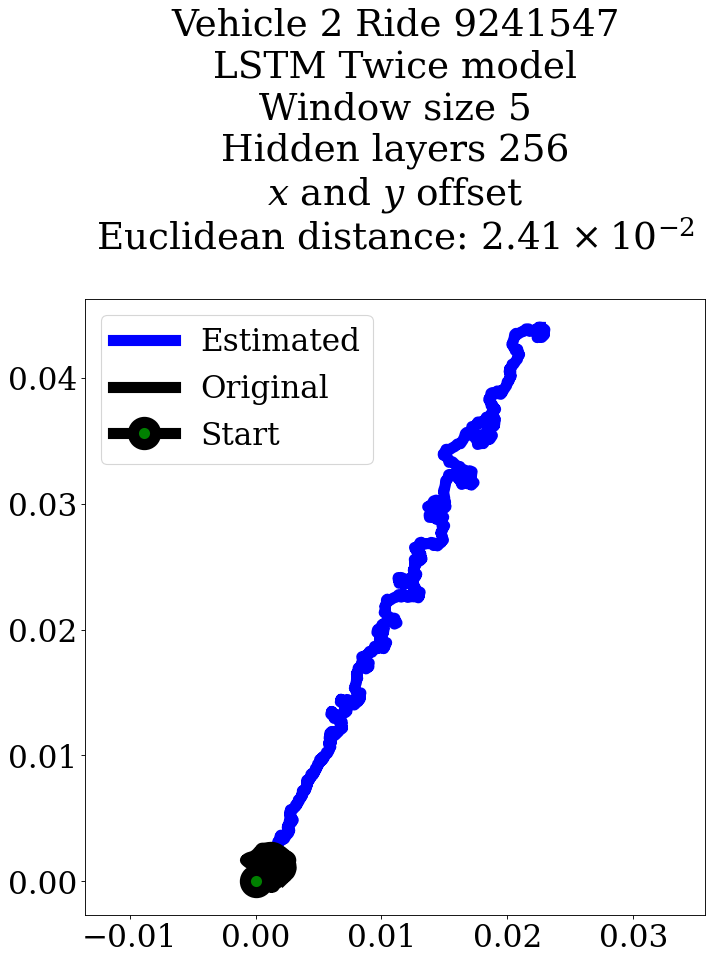 Vehicle 2 Ride 9241547
LSTM Twice model
Window size 5
Hidden layers 256
x and y offset
Euclidean distance: 2.41 × 10⁻²
Estimated
Original
Start
0.04
0.03
0.02
0.01
0.00
−0.01 0.00 0.01 0.02 0.03